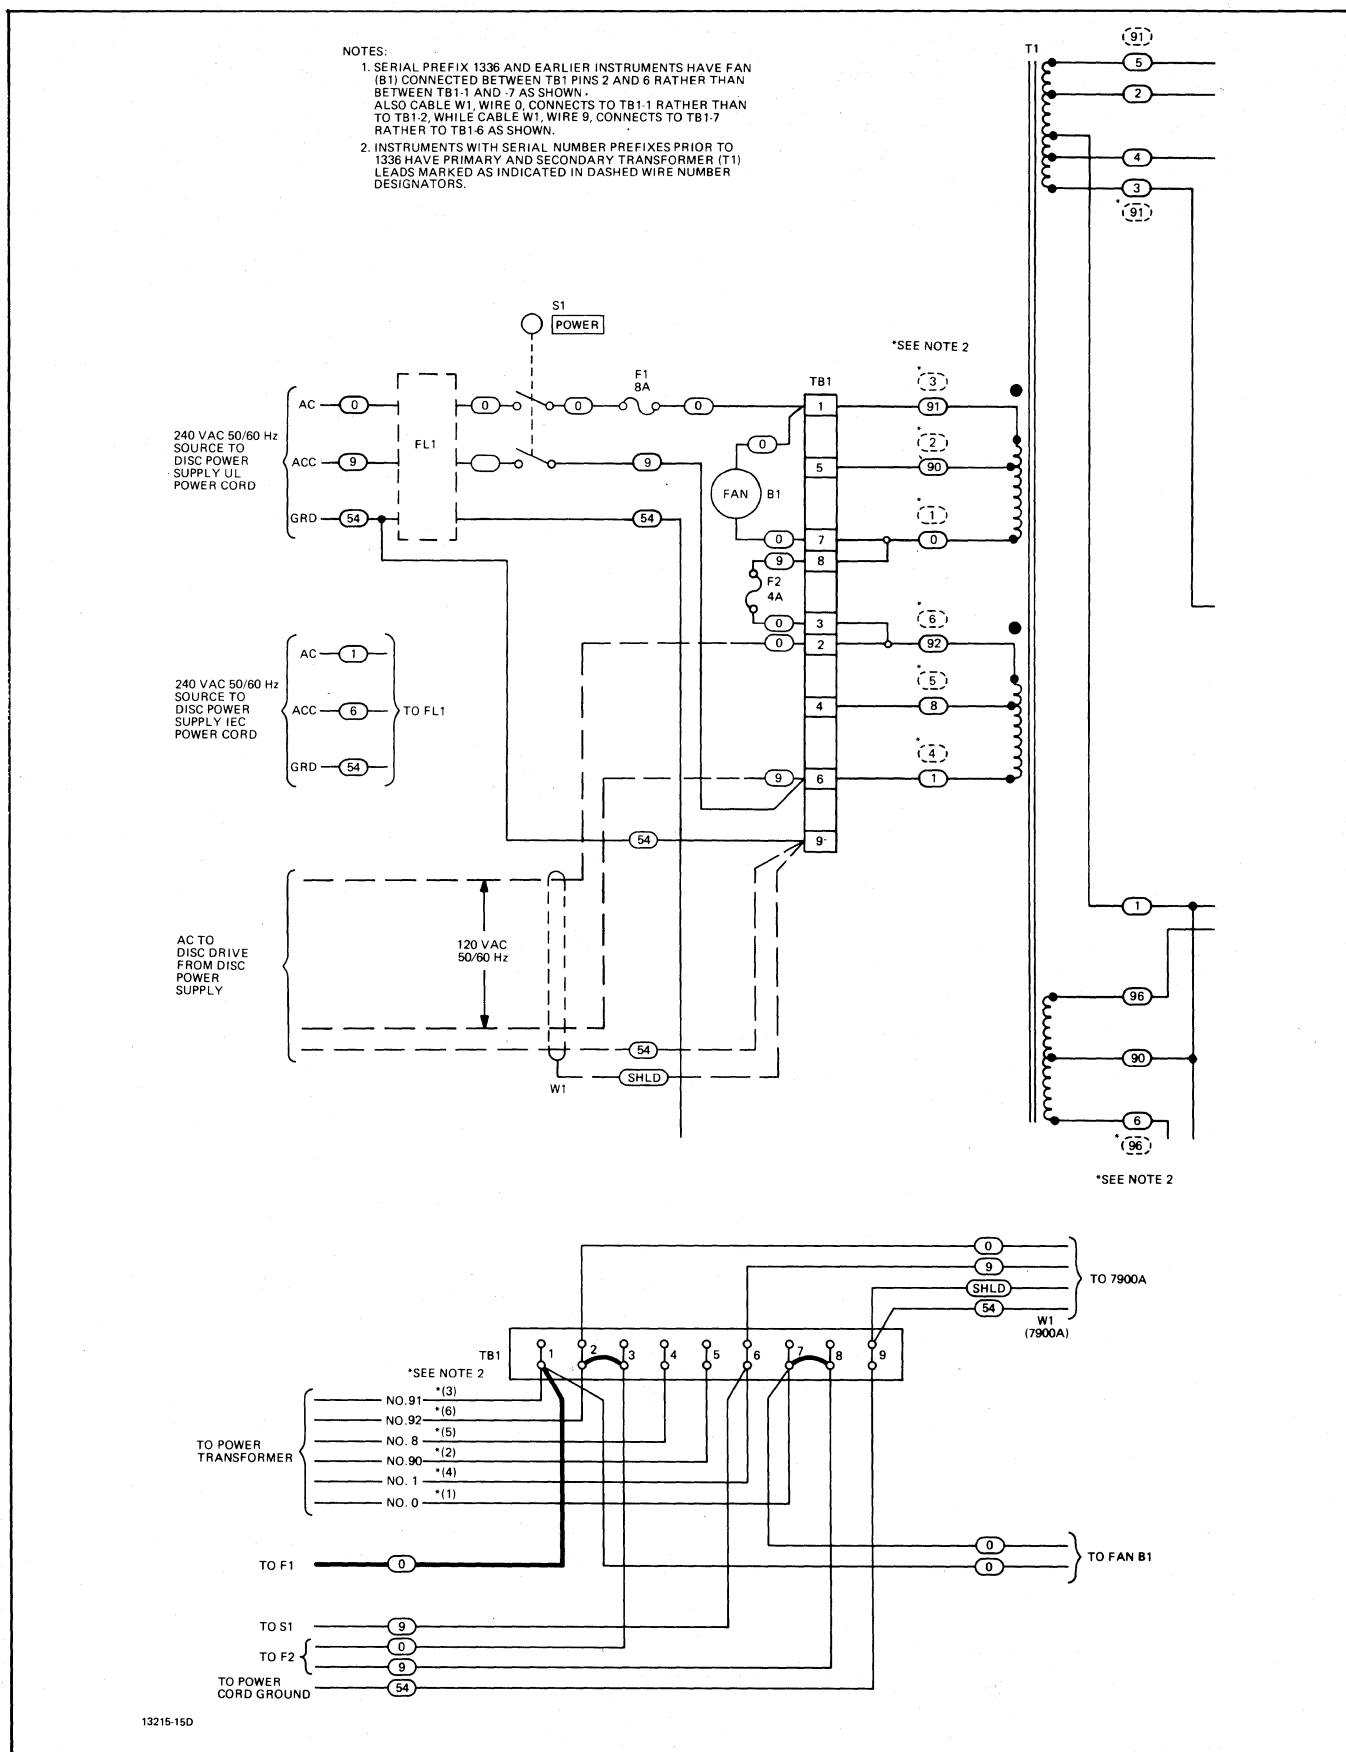 NOTES:
1. SERIAL PREFIX 1336 AND EARLIER INSTRUMENTS HAVE FAN
(B1) CONNECTED BETWEEN TB1 PINS 2 AND 6 RATHER THAN
BETWEEN TB1-1 AND -7 AS SHOWN.
ALSO CABLE W1, WIRE 0, CONNECTS TO TB1-1 RATHER THAN
TO TB1-2, WHILE CABLE W1, WIRE 9, CONNECTS TO TB1-7
RATHER TO TB1-6 AS SHOWN.
2. INSTRUMENTS WITH SERIAL NUMBER PREFIXES PRIOR TO
1336 HAVE PRIMARY AND SECONDARY TRANSFORMER (T1)
LEADS MARKED AS INDICATED IN DASHED WIRE NUMBER
DESIGNATORS.
T1
91
5
2
4
3
*91
S1
POWER
*SEE NOTE 2
F1
8A
TB1
*3
AC 0
0 0 0
1
91
240 VAC 50/60 Hz
SOURCE TO
DISC POWER
SUPPLY UL
POWER CORD
FL1
0
*2
ACC 9
9
5
90
FAN B1
*1
GRD 54
54
0
7
0
9
8
F2
4A
*6
0
3
0
2
92
240 VAC 50/60 Hz
SOURCE TO
DISC POWER
SUPPLY IEC
POWER CORD
AC 1
ACC 6
GRD 54
TO FL1
*5
4
8
*4
9
6
1
54
9
1
AC TO
DISC DRIVE
FROM DISC
POWER
SUPPLY
120 VAC
50/60 Hz
96
90
54
SHLD
W1
6
*96
*SEE NOTE 2
0
9
SHLD
54
TO 7900A
W1
(7900A)
TB1
1 2 3 4 5 6 7 8 9
*SEE NOTE 2
TO POWER
TRANSFORMER
NO.91 *(3)
NO.92 *(6)
NO. 8 *(5)
NO.90 *(2)
NO. 1 *(4)
NO. 0 *(1)
0
0
TO FAN B1
TO F1 0
TO S1 9
TO F2
0
9
TO POWER
CORD GROUND
54
13215-15D